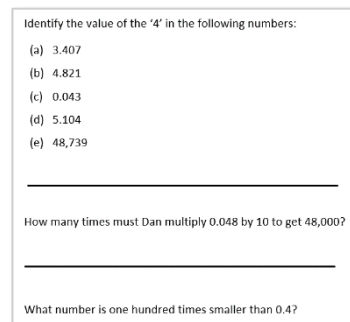 Identify the value of the ‘4’ in the following numbers:
(a) 3.407
(b) 4.821
(c) 0.043
(d) 5.104
(e) 48,739
How many times must Dan multiply 0.048 by 10 to get 48,000?
What number is one hundred times smaller than 0.4?